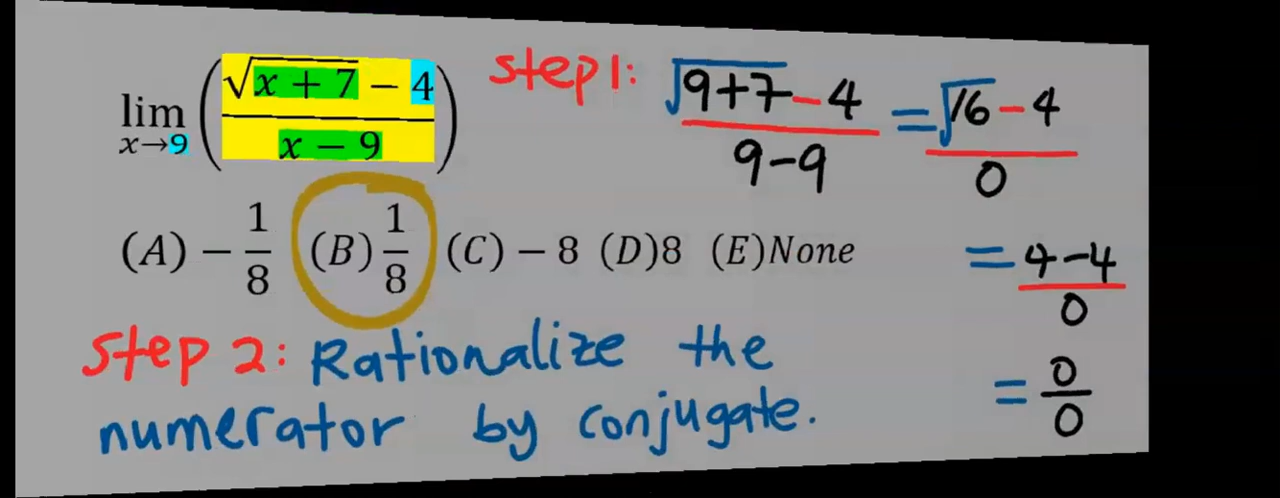 lim x→9 (√(x + 7) − 4 / x − 9)
step 1: √(9+7) - 4 / 9-9 = √16 - 4 / 0
(A) − 1/8 (B) 1/8 (C) − 8 (D)8 (E)None
= 4-4 / 0
step 2: Rationalize the
= 0/0
numerator by conjugate.